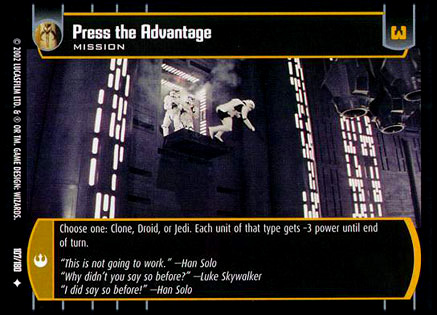 Press the Advantage
MISSION
3
Choose one: Clone, Droid, or Jedi. Each unit of that type gets -3 power until end
of turn.
"This is not going to work." —Han Solo
"Why didn't you say so before?" —Luke Skywalker
"I did say so before!" —Han Solo
© 2002 LUCASFILM LTD. & ® OR TM. GAME DESIGN: WIZARDS.
107/180